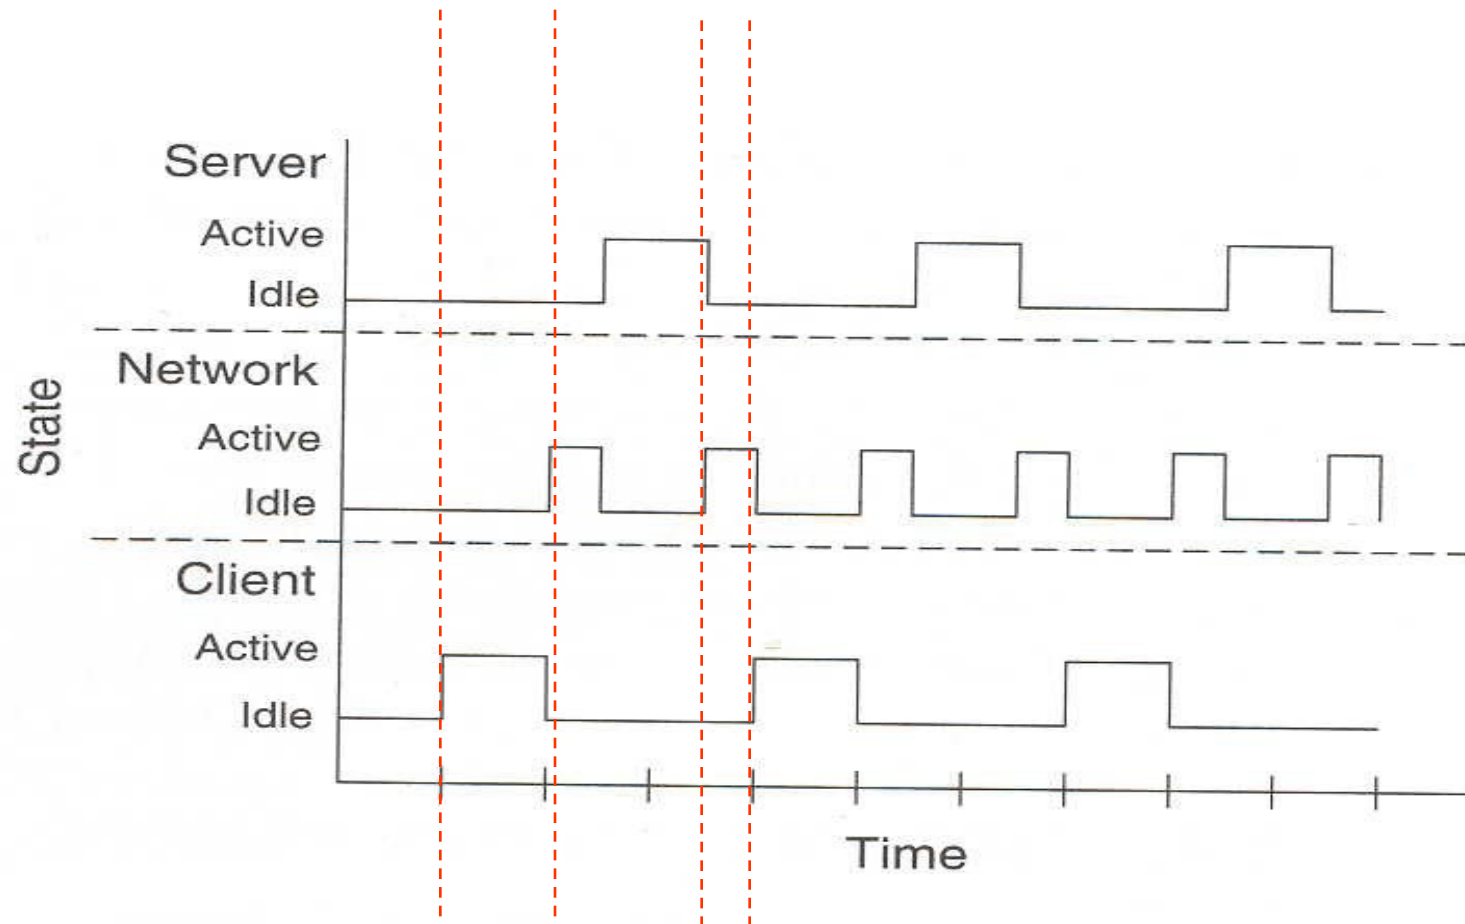 Server
Active
Idle
Network
Active
Idle
Client
Active
Idle
State
Time